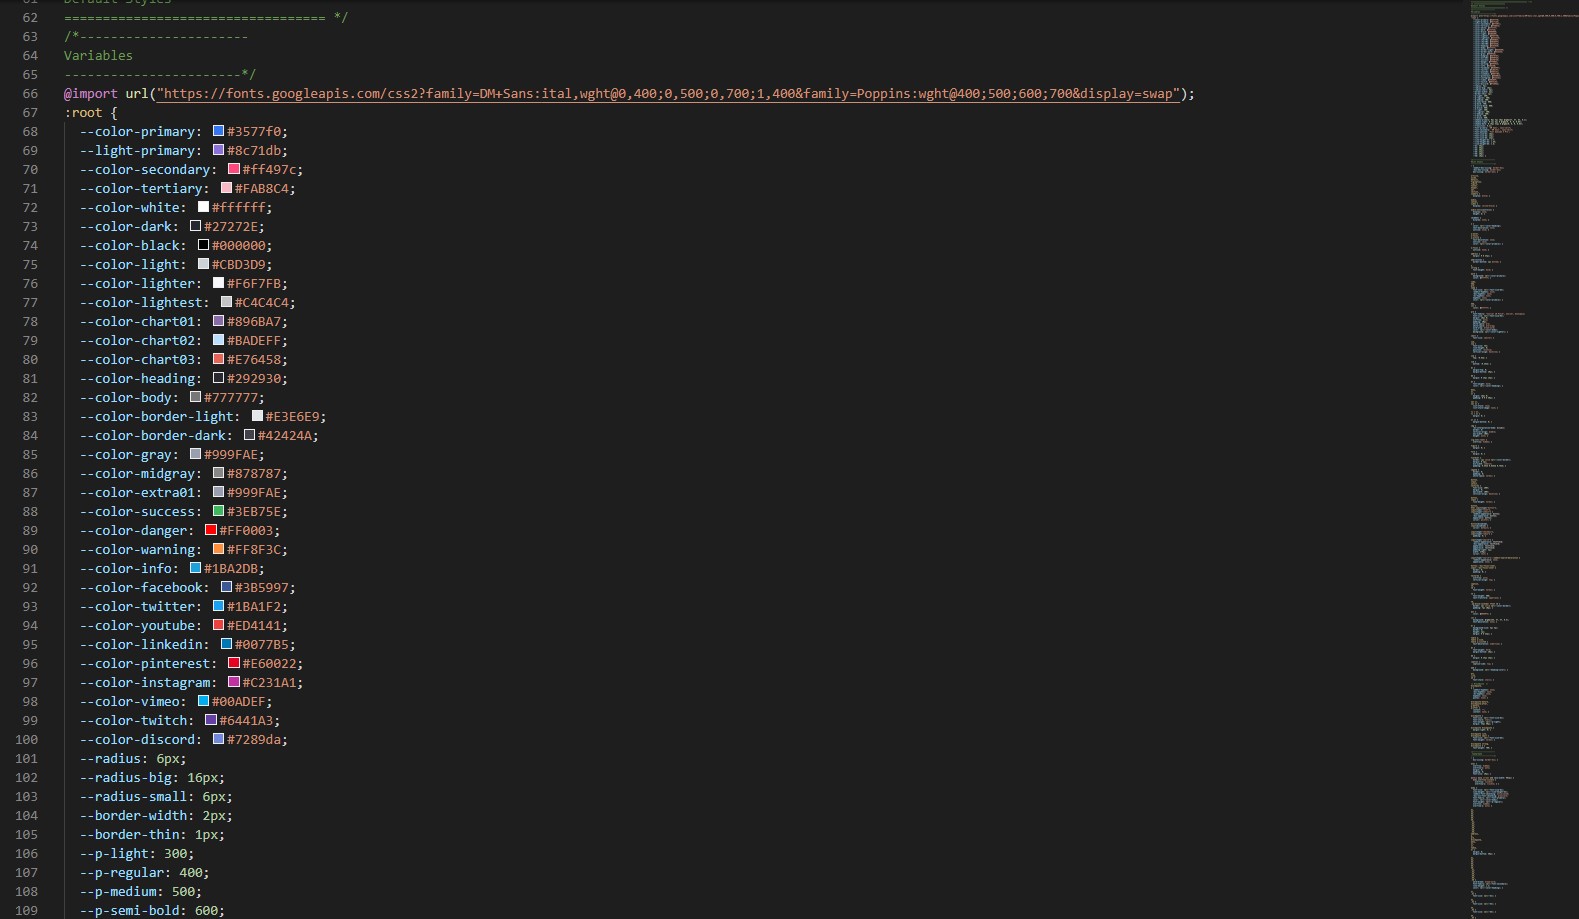 61 Default Styles
62 ================================== */
63 /*----------------------
64 Variables
65 -----------------------*/
66 @import url("https://fonts.googleapis.com/css2?family=DM+Sans:ital,wght@0,400;0,500;0,700;1,400&family=Poppins:wght@400;500;600;700&display=swap");
67 :root {
68 --color-primary: #3577f0;
69 --light-primary: #8c71db;
70 --color-secondary: #ff497c;
71 --color-tertiary: #FAB8C4;
72 --color-white: #ffffff;
73 --color-dark: #27272E;
74 --color-black: #000000;
75 --color-light: #CBD3D9;
76 --color-lighter: #F6F7FB;
77 --color-lightest: #C4C4C4;
78 --color-chart01: #896BA7;
79 --color-chart02: #BADEFF;
80 --color-chart03: #E76458;
81 --color-heading: #292930;
82 --color-body: #777777;
83 --color-border-light: #E3E6E9;
84 --color-border-dark: #42424A;
85 --color-gray: #999FAE;
86 --color-midgray: #878787;
87 --color-extra01: #999FAE;
88 --color-success: #3EB75E;
89 --color-danger: #FF0003;
90 --color-warning: #FF8F3C;
91 --color-info: #1BA2DB;
92 --color-facebook: #3B5997;
93 --color-twitter: #1BA1F2;
94 --color-youtube: #ED4141;
95 --color-linkedin: #0077B5;
96 --color-pinterest: #E60022;
97 --color-instagram: #C231A1;
98 --color-vimeo: #00ADEF;
99 --color-twitch: #6441A3;
100 --color-discord: #7289da;
101 --radius: 6px;
102 --radius-big: 16px;
103 --radius-small: 6px;
104 --border-width: 2px;
105 --border-thin: 1px;
106 --p-light: 300;
107 --p-regular: 400;
108 --p-medium: 500;
109 --p-semi-bold: 600;